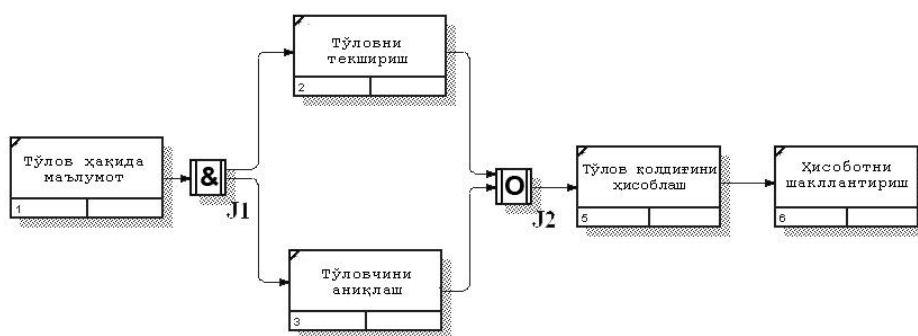 Тўловни
текшириш
2
Тўлов ҳақида
маълумот
1
&
J1
Тўловчини
аниқлаш
3
O
J2
Тўлов қолдиғини
ҳисоблаш
5
Ҳисоботни
шакллантириш
6